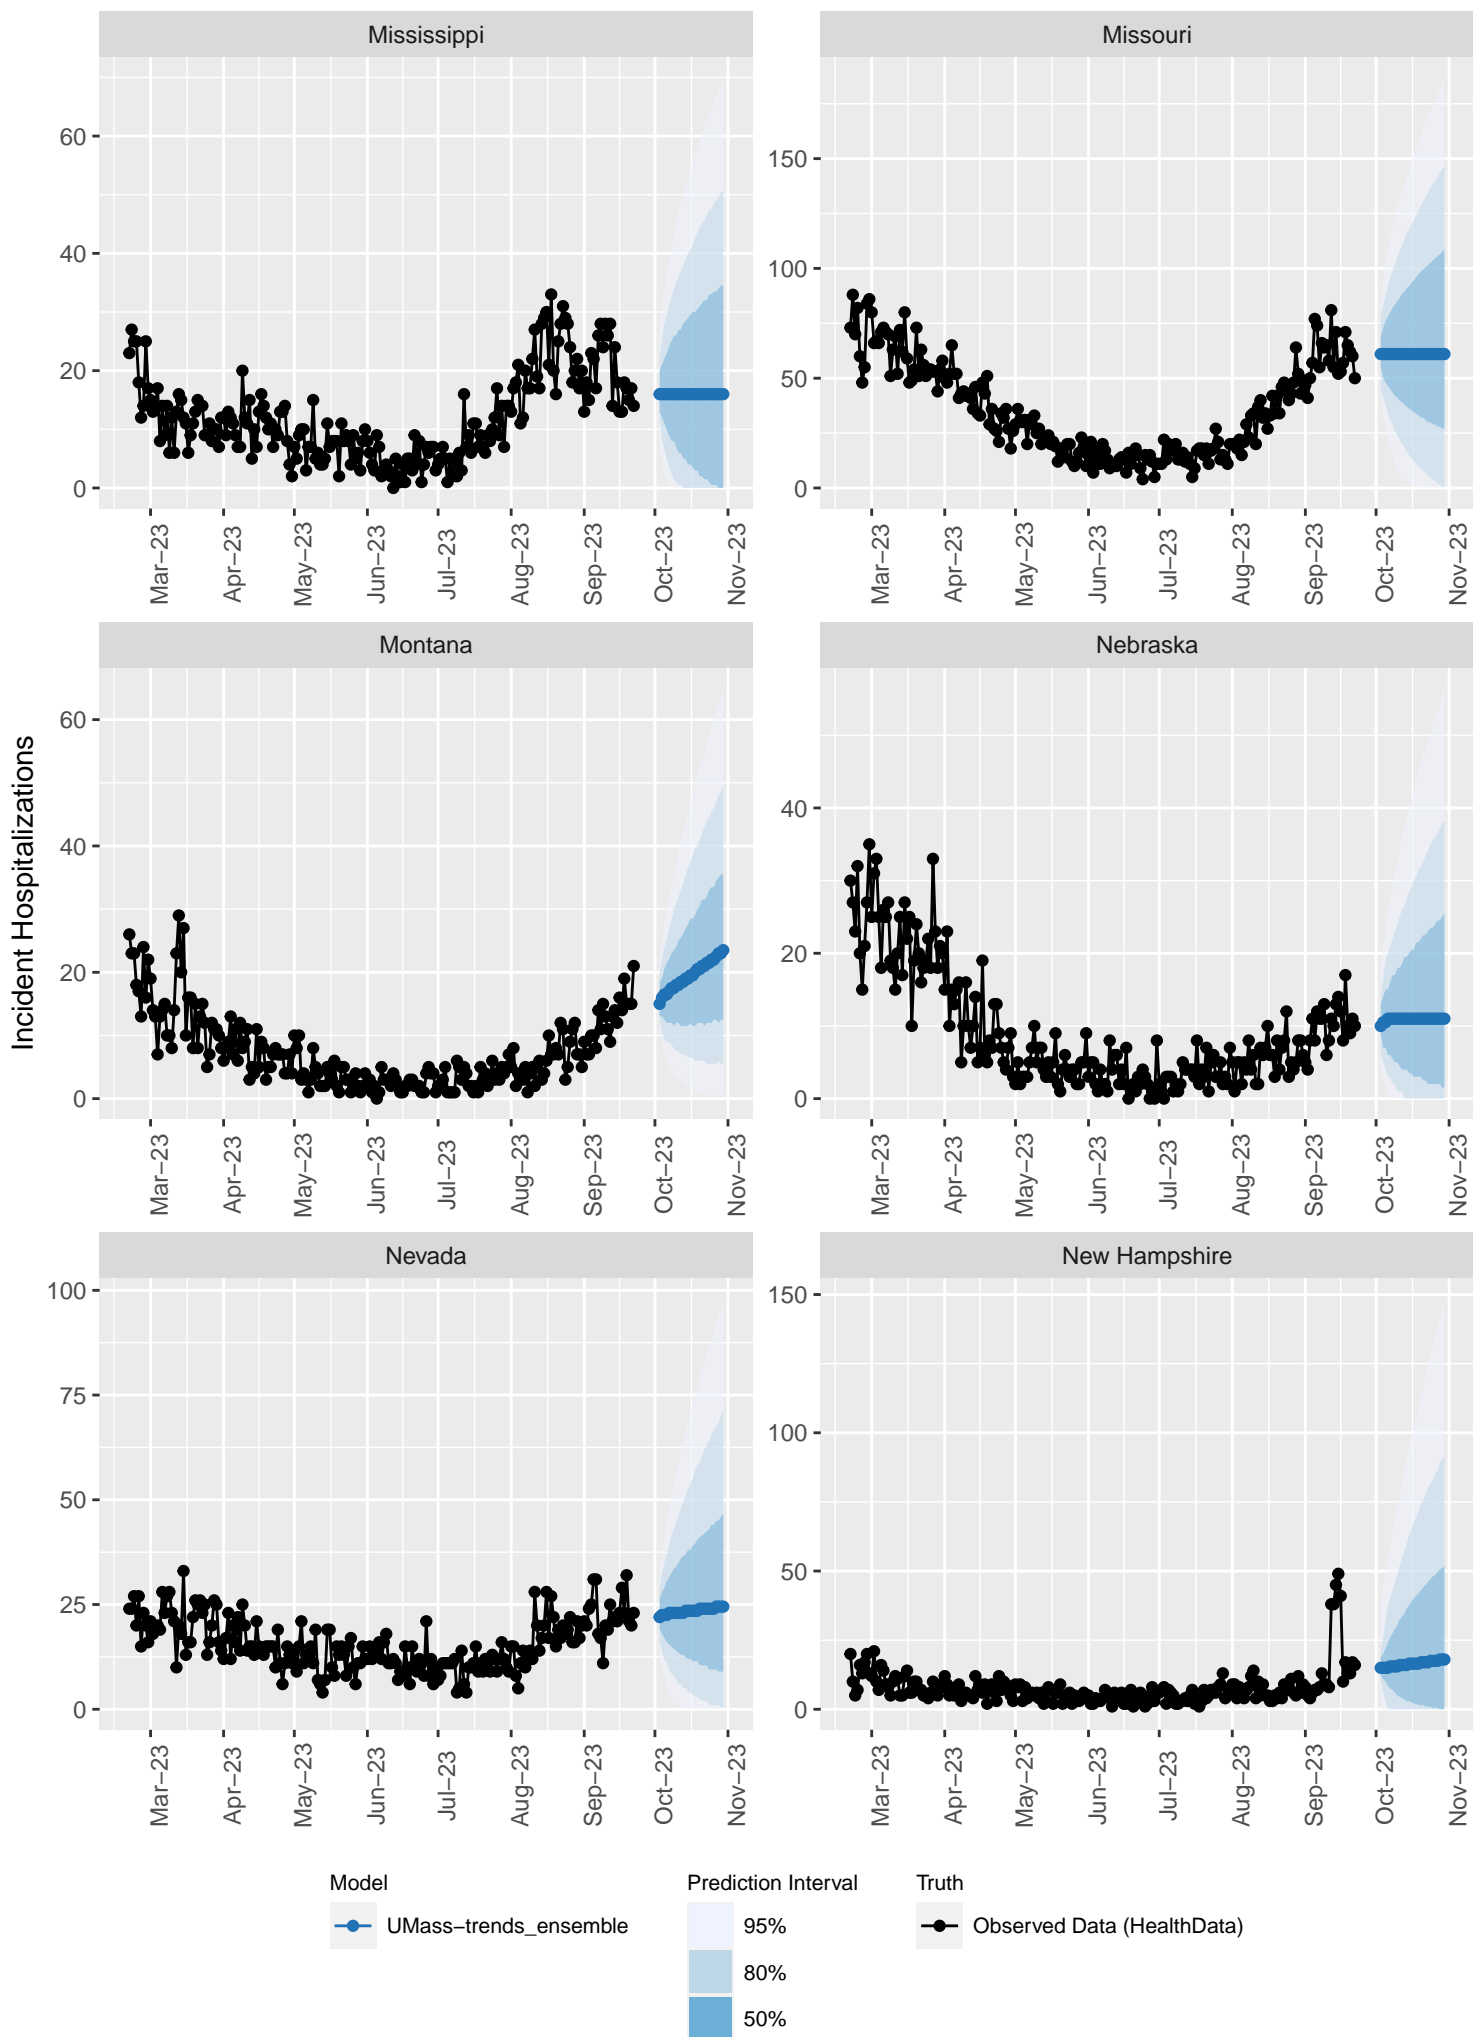 Mississippi
Missouri
60
40
20
0
150
100
50
0
Mar–23
Apr–23
May–23
Jun–23
Jul–23
Aug–23
Sep–23
Oct–23
Nov–23
Mar–23
Apr–23
May–23
Jun–23
Jul–23
Aug–23
Sep–23
Oct–23
Nov–23
Incident Hospitalizations
Montana
Nebraska
60
40
20
0
40
20
0
Mar–23
Apr–23
May–23
Jun–23
Jul–23
Aug–23
Sep–23
Oct–23
Nov–23
Mar–23
Apr–23
May–23
Jun–23
Jul–23
Aug–23
Sep–23
Oct–23
Nov–23
Nevada
New Hampshire
100
75
50
25
0
150
100
50
0
Mar–23
Apr–23
May–23
Jun–23
Jul–23
Aug–23
Sep–23
Oct–23
Nov–23
Mar–23
Apr–23
May–23
Jun–23
Jul–23
Aug–23
Sep–23
Oct–23
Nov–23
Model
UMass–trends_ensemble
Prediction Interval
95%
80%
50%
Truth
Observed Data (HealthData)